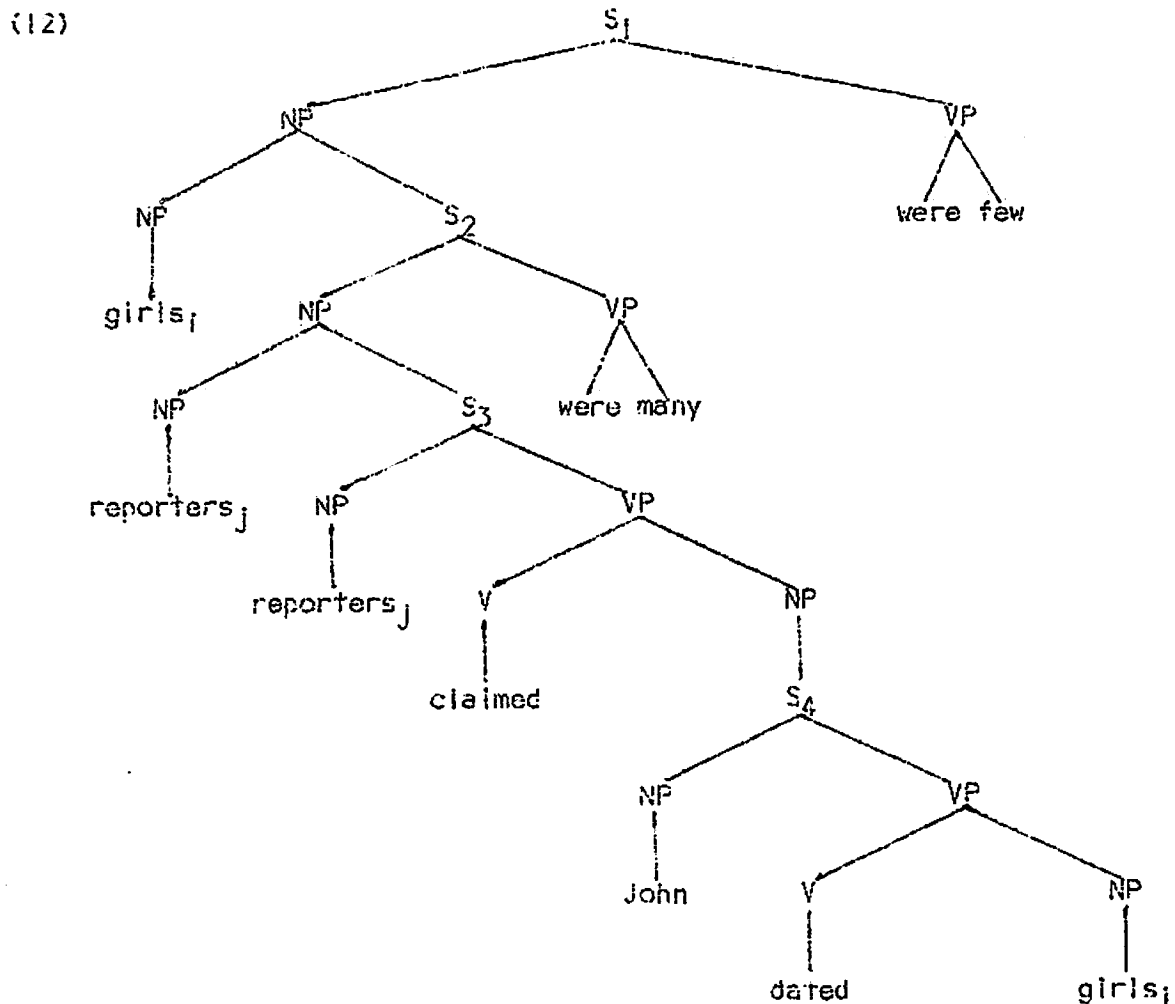 (12)
S1
NP VP
NP S2 were few
girlsi NP VP
NP S3 were many
reportersj NP VP
reportersj V NP
claimed S4
NP VP
John V NP
dated girlsi